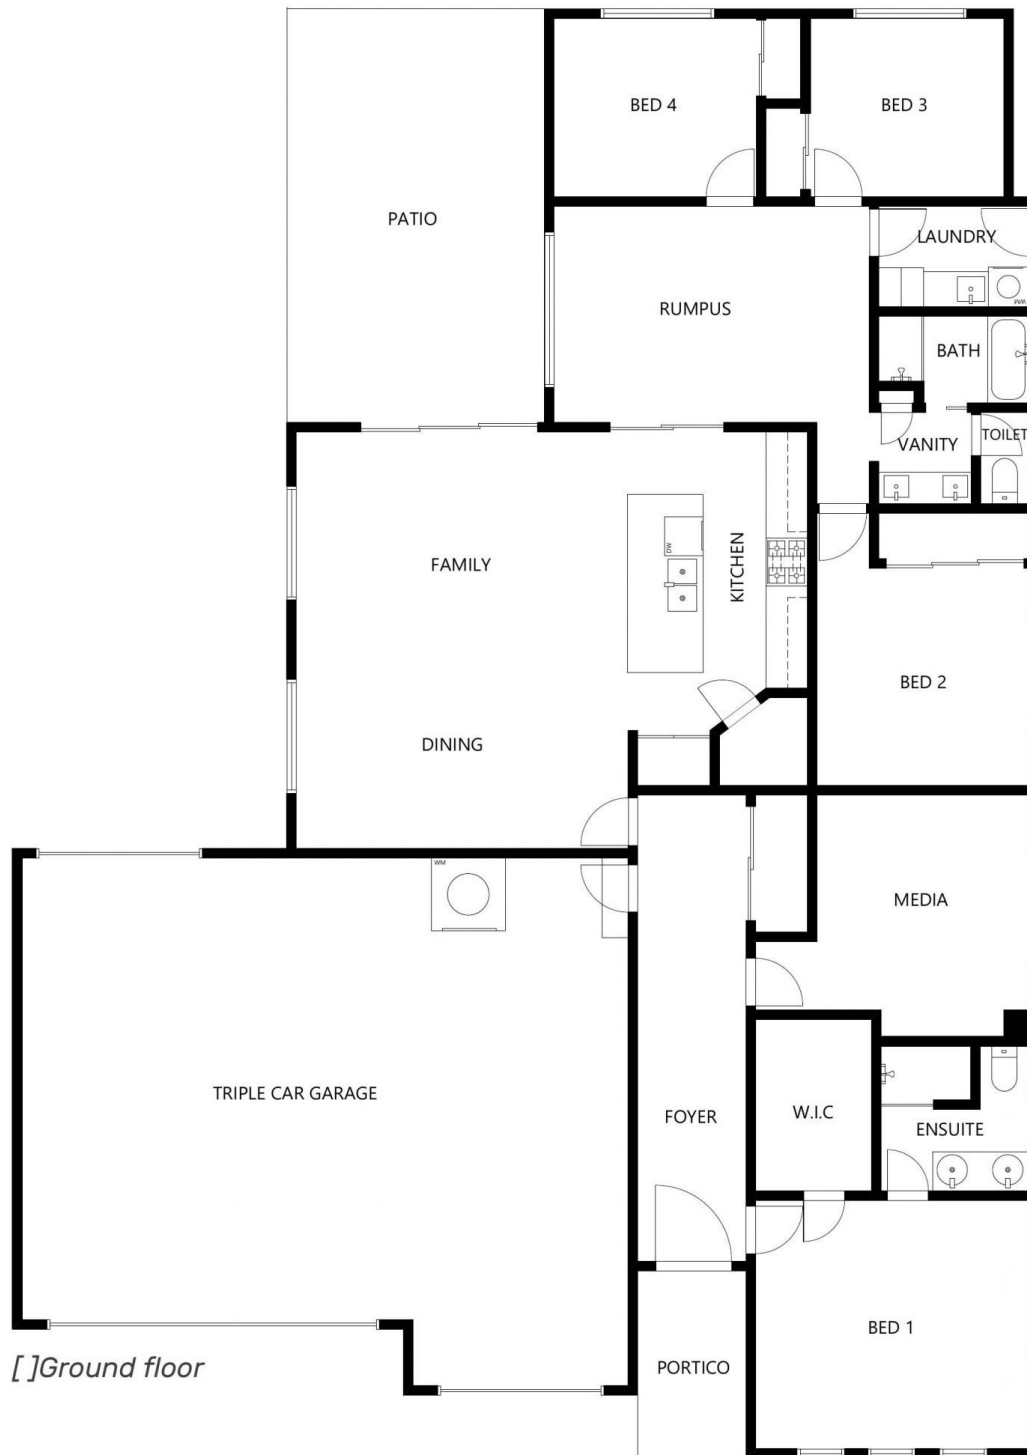 BED 4
BED 3
PATIO
LAUNDRY
RUMPUS
WM
BATH
VANITY
TOILET
FAMILY
DW
KITCHEN
BED 2
DINING
WM
MEDIA
TRIPLE CAR GARAGE
FOYER
W.I.C
ENSUITE
BED 1
PORTICO
[ ]Ground floor